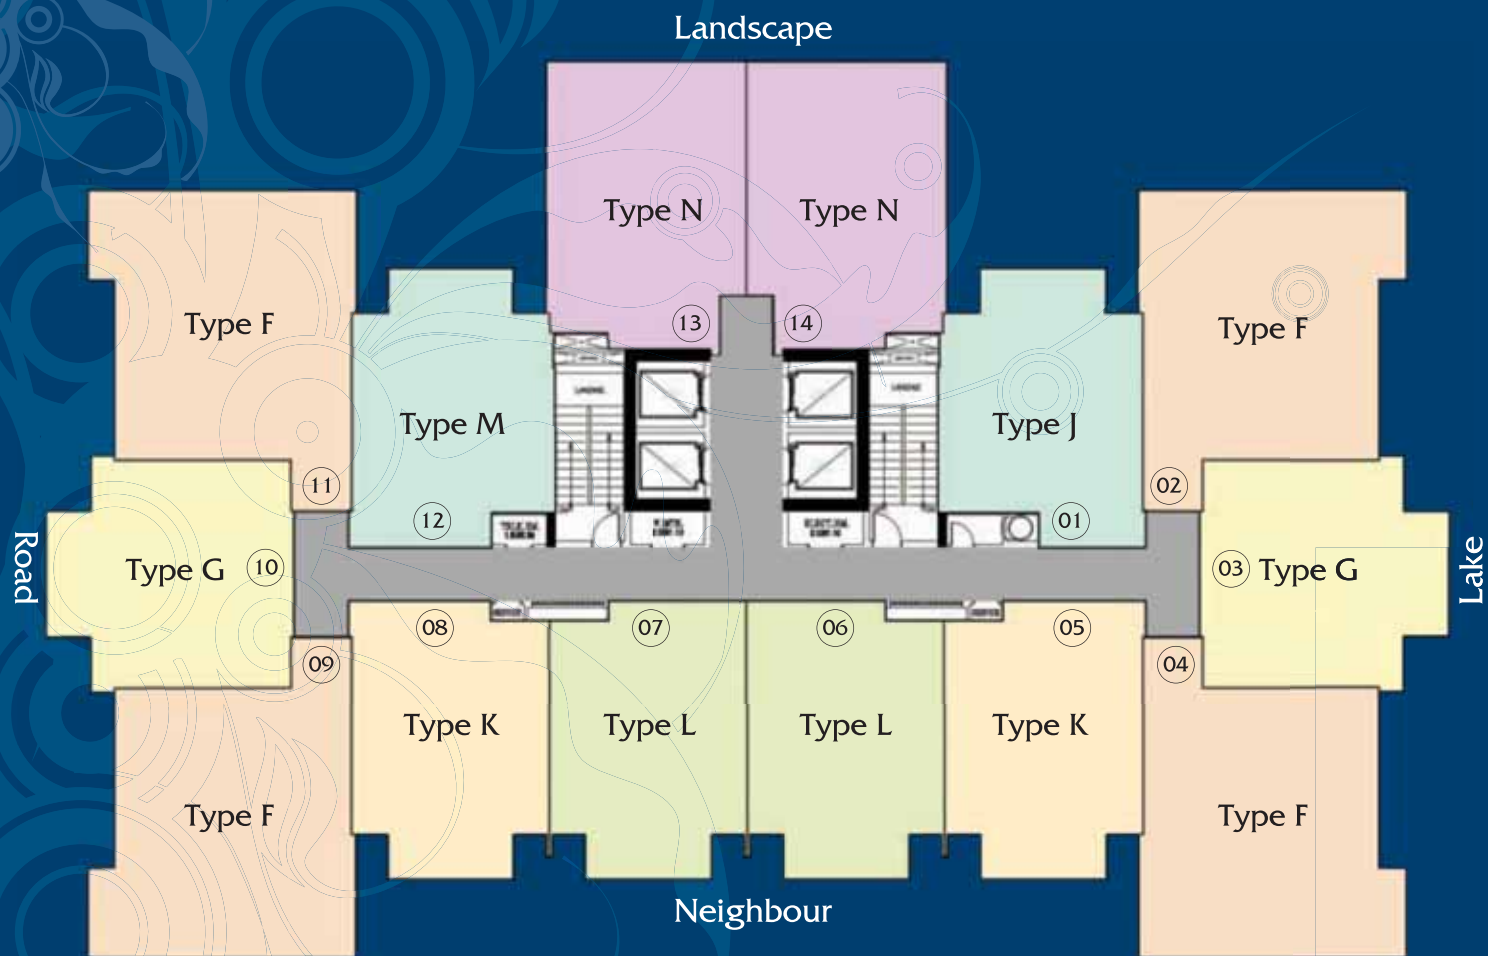 Landscape
Type N
Type N
13
14
Type F
Type F
Type M
Type J
11
02
12
01
LANDING
Road
Type G
10
03
Type G
Lake
08
07
06
05
09
04
Type K
Type L
Type L
Type K
Type F
Type F
Neighbour